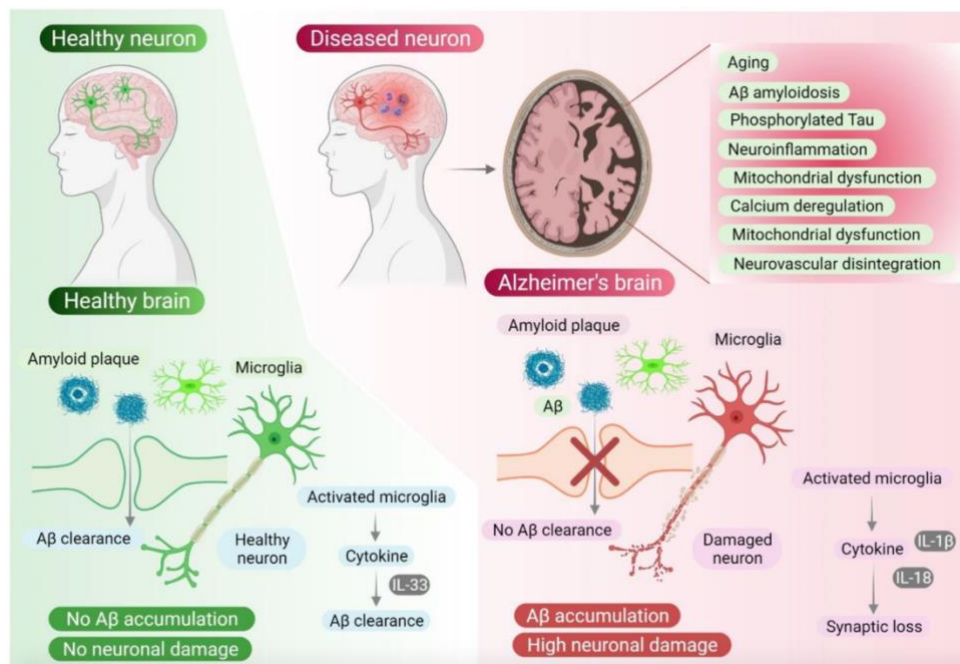 Healthy neuron
Diseased neuron
Aging
Aβ amyloidosis
Phosphorylated Tau
Neuroinflammation
Mitochondrial dysfunction
Calcium deregulation
Mitochondrial dysfunction
Neurovascular disintegration
Healthy brain
Alzheimer's brain
Amyloid plaque
Microglia
Aβ clearance
Healthy
neuron
Activated microglia
Cytokine
IL-33
Aβ clearance
No Aβ accumulation
No neuronal damage
Amyloid plaque
Microglia
Aβ
No Aβ clearance
Damaged
neuron
Activated microglia
Cytokine
IL-1β
IL-18
Synaptic loss
Aβ accumulation
High neuronal damage